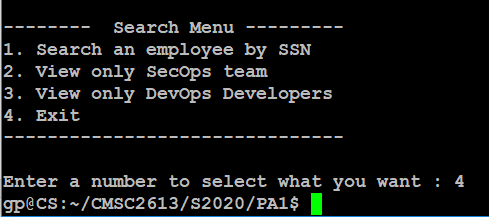 --------  Search Menu ---------
1. Search an employee by SSN
2. View only SecOps team
3. View only DevOps Developers
4. Exit
-------------------------------
Enter a number to select what you want : 4
gp@CS:~/CMSC2613/S2020/PA1$